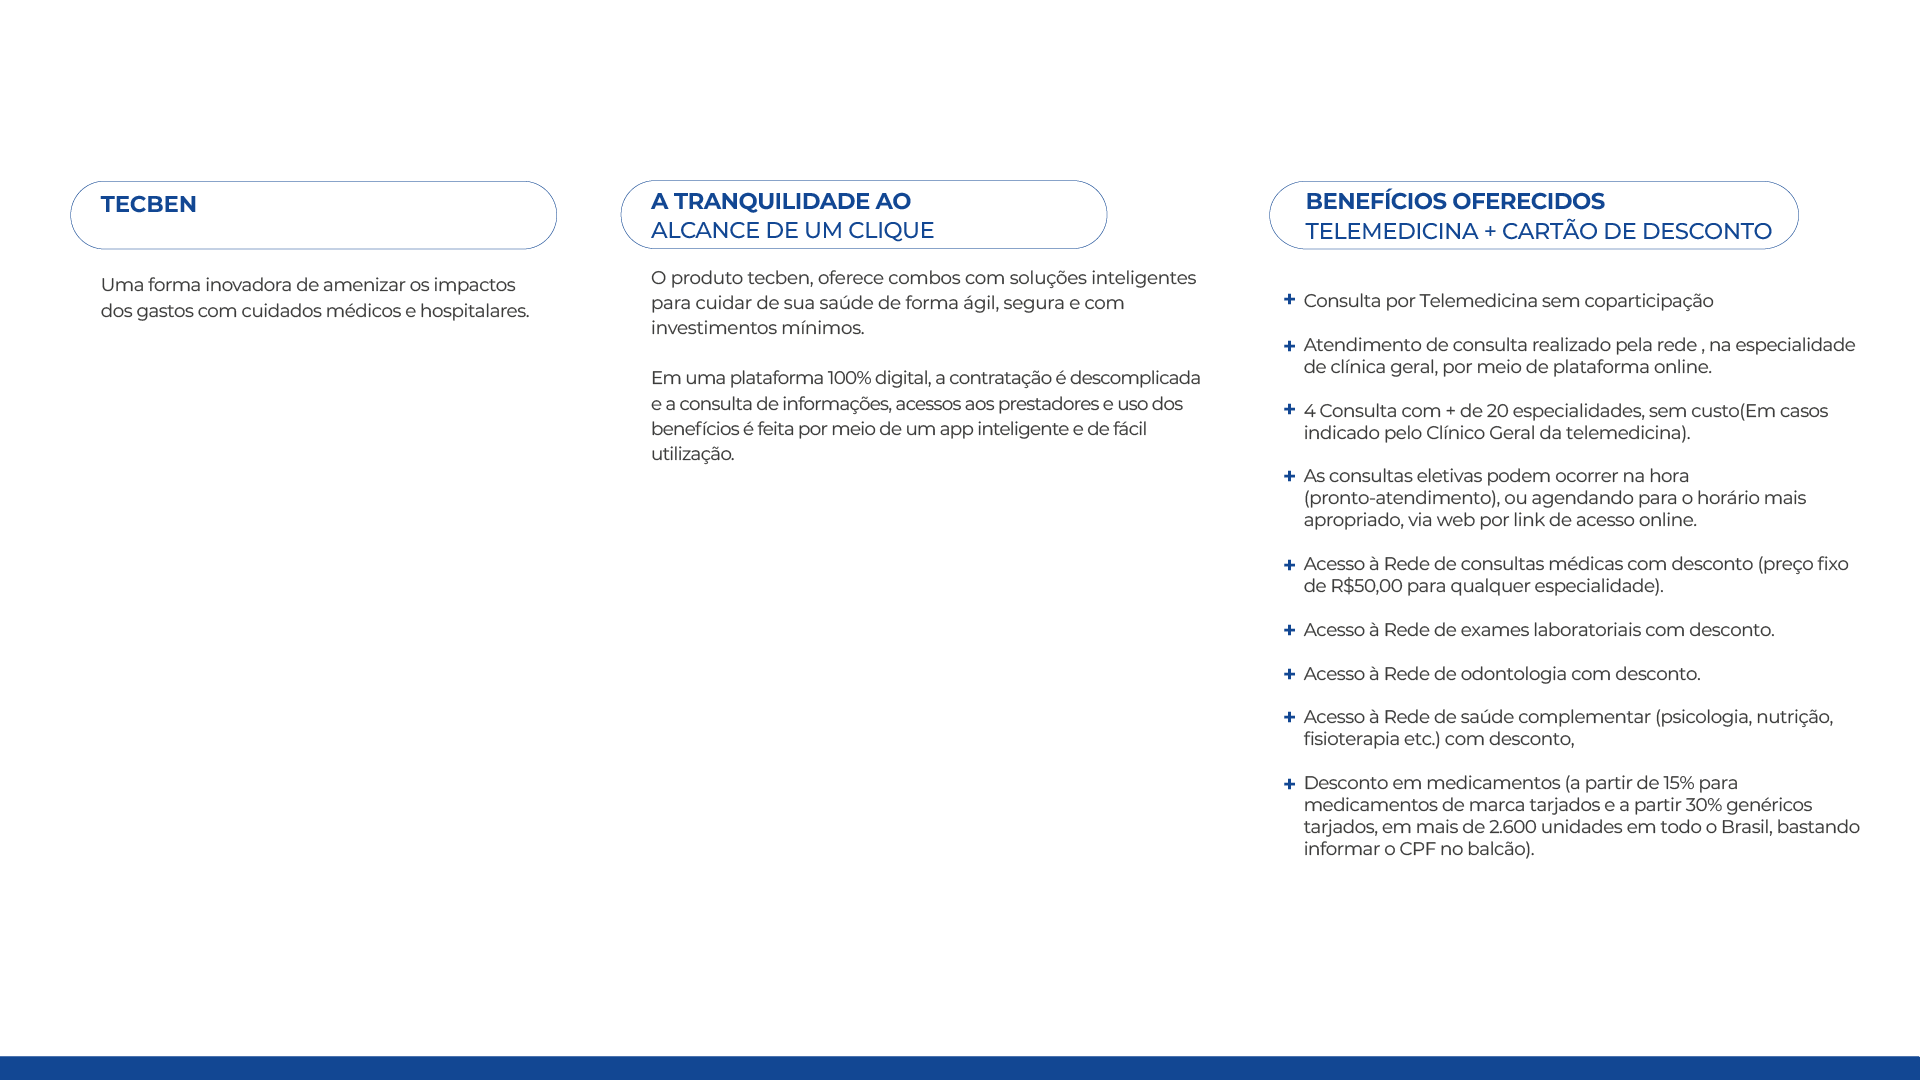 TECBEN
Uma forma inovadora de amenizar os impactos
dos gastos com cuidados médicos e hospitalares.
A TRANQUILIDADE AO
ALCANCE DE UM CLIQUE
O produto tecben, oferece combos com soluções inteligentes
para cuidar de sua saúde de forma ágil, segura e com
investimentos mínimos.
Em uma plataforma 100% digital, a contratação é descomplicada
e a consulta de informações, acessos aos prestadores e uso dos
benefícios é feita por meio de um app inteligente e de fácil
utilização.
BENEFÍCIOS OFERECIDOS
TELEMEDICINA + CARTÃO DE DESCONTO
+ Consulta por Telemedicina sem coparticipação
+ Atendimento de consulta realizado pela rede , na especialidade
de clínica geral, por meio de plataforma online.
+ 4 Consulta com + de 20 especialidades, sem custo(Em casos
indicado pelo Clínico Geral da telemedicina).
+ As consultas eletivas podem ocorrer na hora
(pronto-atendimento), ou agendando para o horário mais
apropriado, via web por link de acesso online.
+ Acesso à Rede de consultas médicas com desconto (preço fixo
de R$50,00 para qualquer especialidade).
+ Acesso à Rede de exames laboratoriais com desconto.
+ Acesso à Rede de odontologia com desconto.
+ Acesso à Rede de saúde complementar (psicologia, nutrição,
fisioterapia etc.) com desconto,
+ Desconto em medicamentos (a partir de 15% para
medicamentos de marca tarjados e a partir 30% genéricos
tarjados, em mais de 2.600 unidades em todo o Brasil, bastando
informar o CPF no balcão).